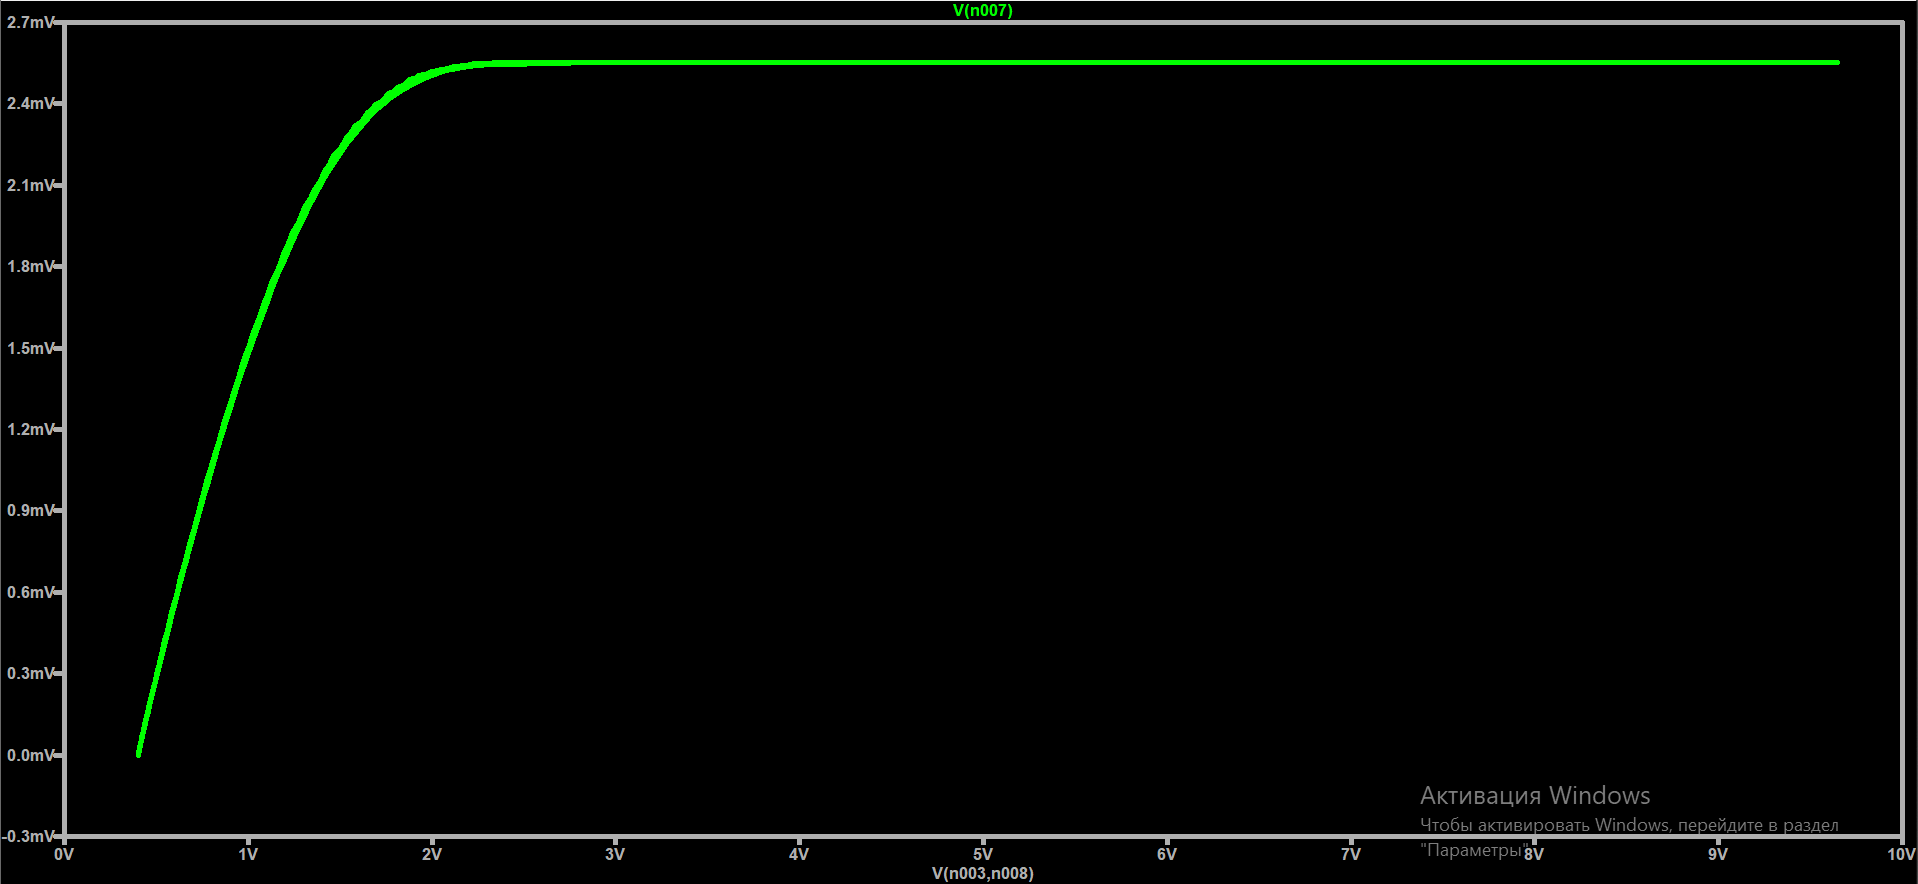 V(n007)
2.7mV
2.4mV
2.1mV
1.8mV
1.5mV
1.2mV
0.9mV
0.6mV
0.3mV
0.0mV
-0.3mV
0V 1V 2V 3V 4V 5V 6V 7V 8V 9V 10V
V(n003,n008)
Активация Windows
Чтобы активировать Windows, перейдите в раздел
"Параметры"